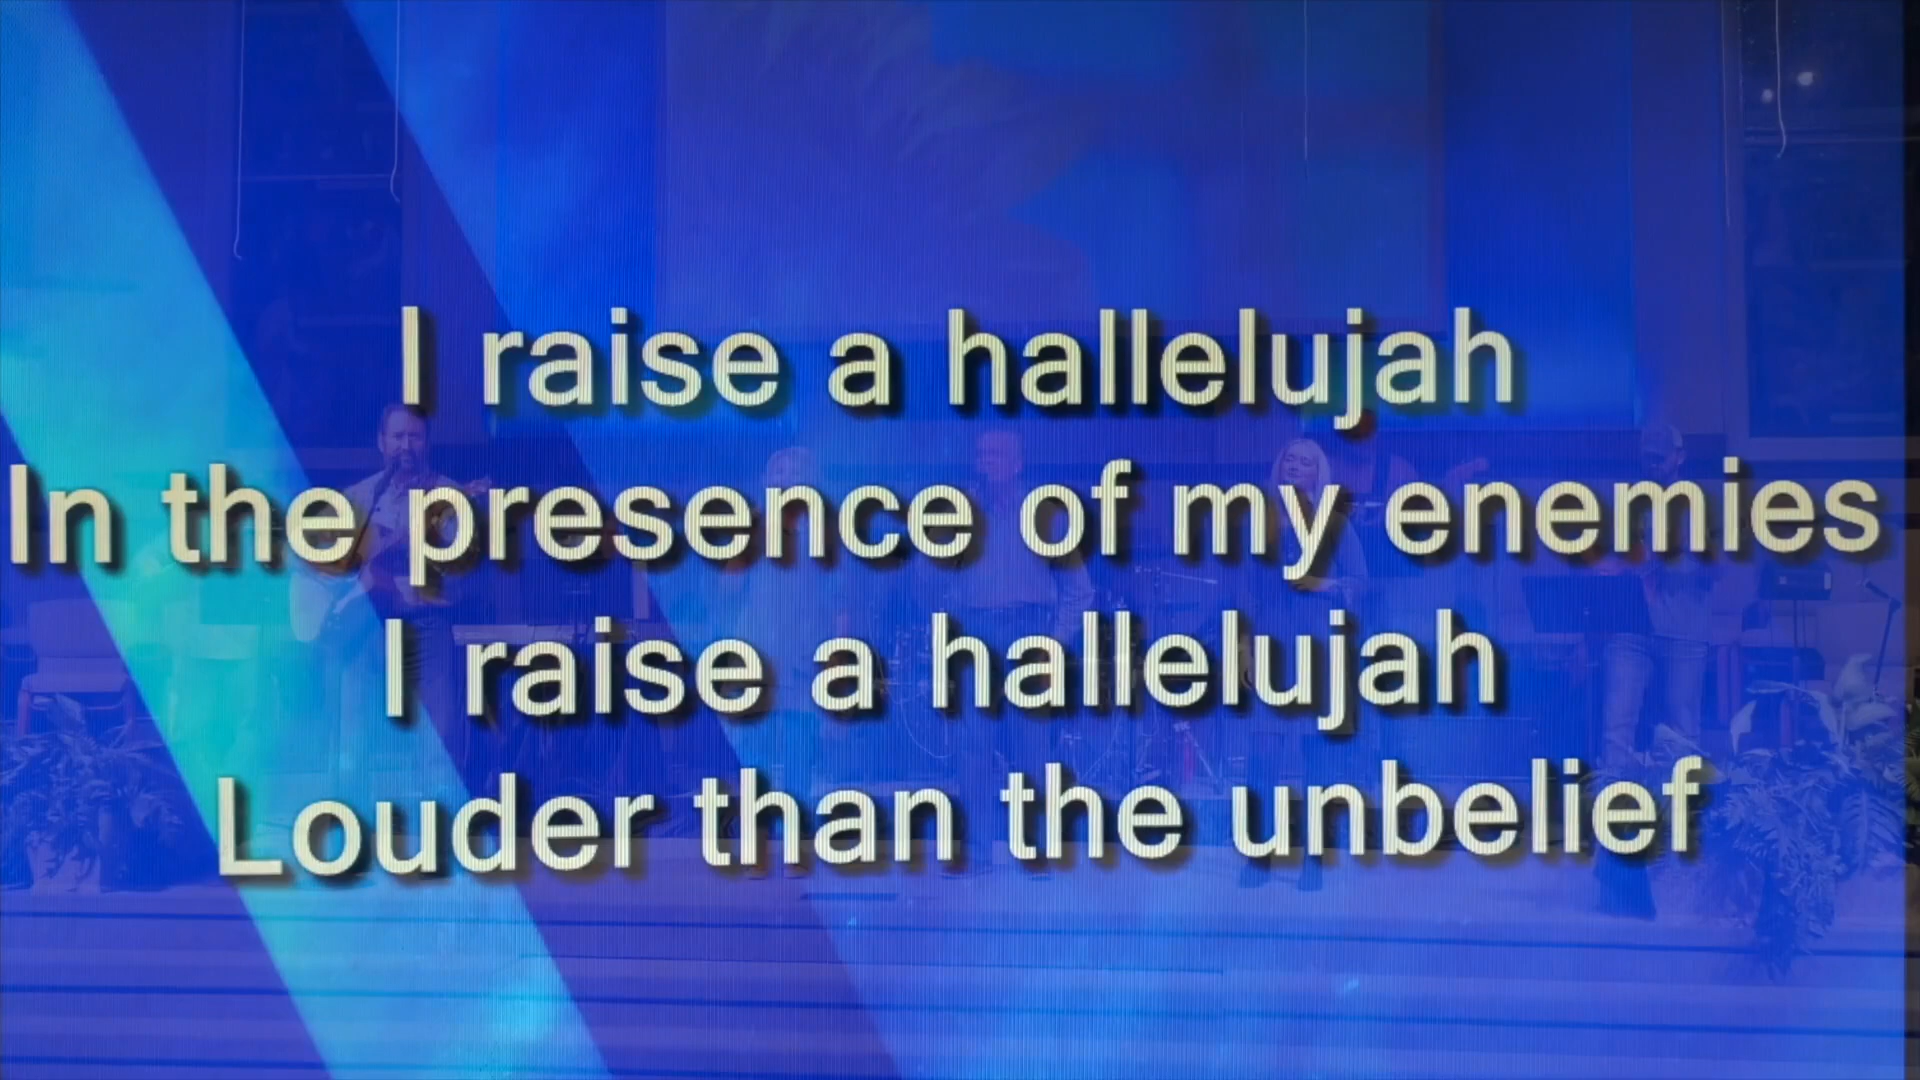 I raise a hallelujah
In the presence of my enemies
I raise a hallelujah
Louder than the unbelief